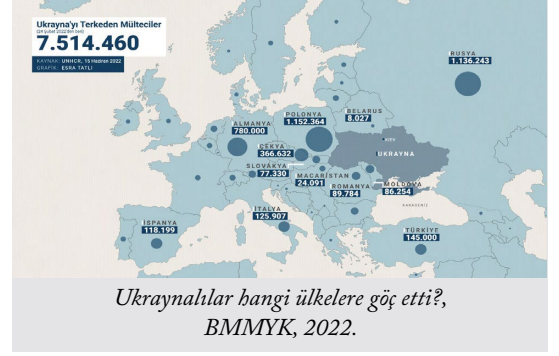 Ukrayna'yı Terkeden Mülteciler
(24 Şubat 2022'den beri)
7.514.460
KAYNAK: UNHCR, 15 Haziran 2022
GRAFİK: ESRA TATLI
RUSYA
1.136.243
POLONYA
1.152.364
BELARUS
8.027
ALMANYA
780.000
KIEV
ÇEKYA
366.632
UKRAYNA
SLOVAKYA
77.330
MACARİSTAN
24.091
ROMANYA
89.784
MOLDOVA
86.254
KARADENİZ
İTALYA
125.907
İSPANYA
118.199
TÜRKİYE
145.000
Ukraynalılar hangi ülkelere göç etti?,
BMMYK, 2022.